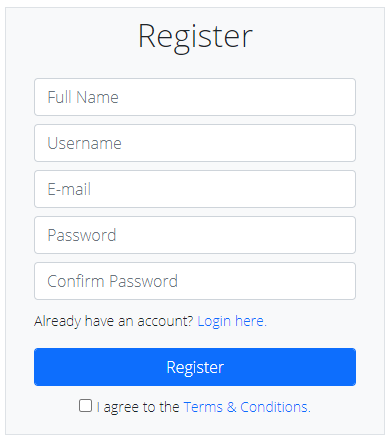 Register
Full Name
Username
E-mail
Password
Confirm Password
Already have an account? Login here.
Register
I agree to the Terms & Conditions.